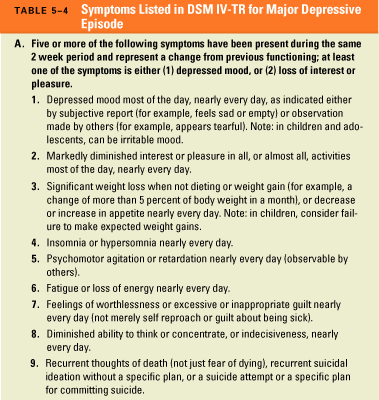 TABLE 5–4 Symptoms Listed in DSM IV-TR for Major Depressive
Episode
A. Five or more of the following symptoms have been present during the same
2 week period and represent a change from previous functioning; at least
one of the symptoms is either (1) depressed mood, or (2) loss of interest or
pleasure.
1. Depressed mood most of the day, nearly every day, as indicated either
by subjective report (for example, feels sad or empty) or observation
made by others (for example, appears tearful). Note: in children and ado-
lescents, can be irritable mood.
2. Markedly diminished interest or pleasure in all, or almost all, activities
most of the day, nearly every day.
3. Significant weight loss when not dieting or weight gain (for example, a
change of more than 5 percent of body weight in a month), or decrease
or increase in appetite nearly every day. Note: in children, consider fail-
ure to make expected weight gains.
4. Insomnia or hypersomnia nearly every day.
5. Psychomotor agitation or retardation nearly every day (observable by
others).
6. Fatigue or loss of energy nearly every day.
7. Feelings of worthlessness or excessive or inappropriate guilt nearly
every day (not merely self reproach or guilt about being sick).
8. Diminished ability to think or concentrate, or indecisiveness, nearly
every day.
9. Recurrent thoughts of death (not just fear of dying), recurrent suicidal
ideation without a specific plan, or a suicide attempt or a specific plan
for committing suicide.